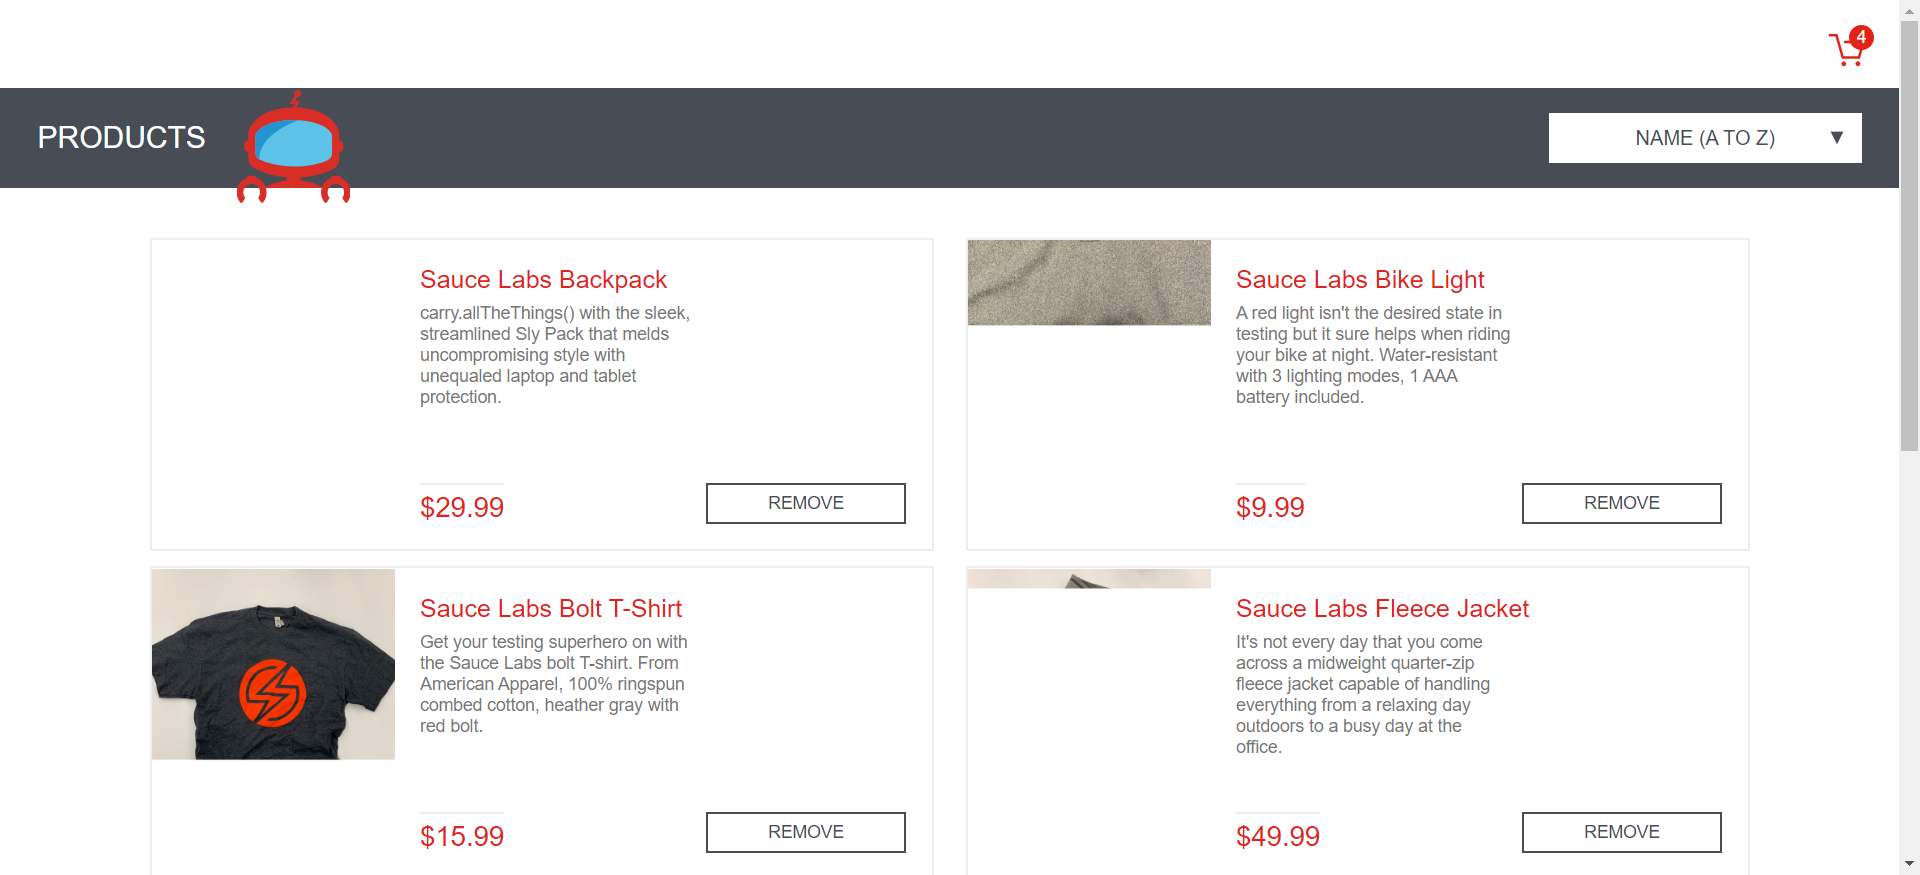 4
PRODUCTS
NAME (A TO Z) ▼
Sauce Labs Backpack
carry.allTheThings() with the sleek,
streamlined Sly Pack that melds
uncompromising style with
unequaled laptop and tablet
protection.
$29.99
REMOVE
Sauce Labs Bike Light
A red light isn't the desired state in
testing but it sure helps when riding
your bike at night. Water-resistant
with 3 lighting modes, 1 AAA
battery included.
$9.99
REMOVE
Sauce Labs Bolt T-Shirt
Get your testing superhero on with
the Sauce Labs bolt T-shirt. From
American Apparel, 100% ringspun
combed cotton, heather gray with
red bolt.
$15.99
REMOVE
Sauce Labs Fleece Jacket
It's not every day that you come
across a midweight quarter-zip
fleece jacket capable of handling
everything from a relaxing day
outdoors to a busy day at the
office.
$49.99
REMOVE